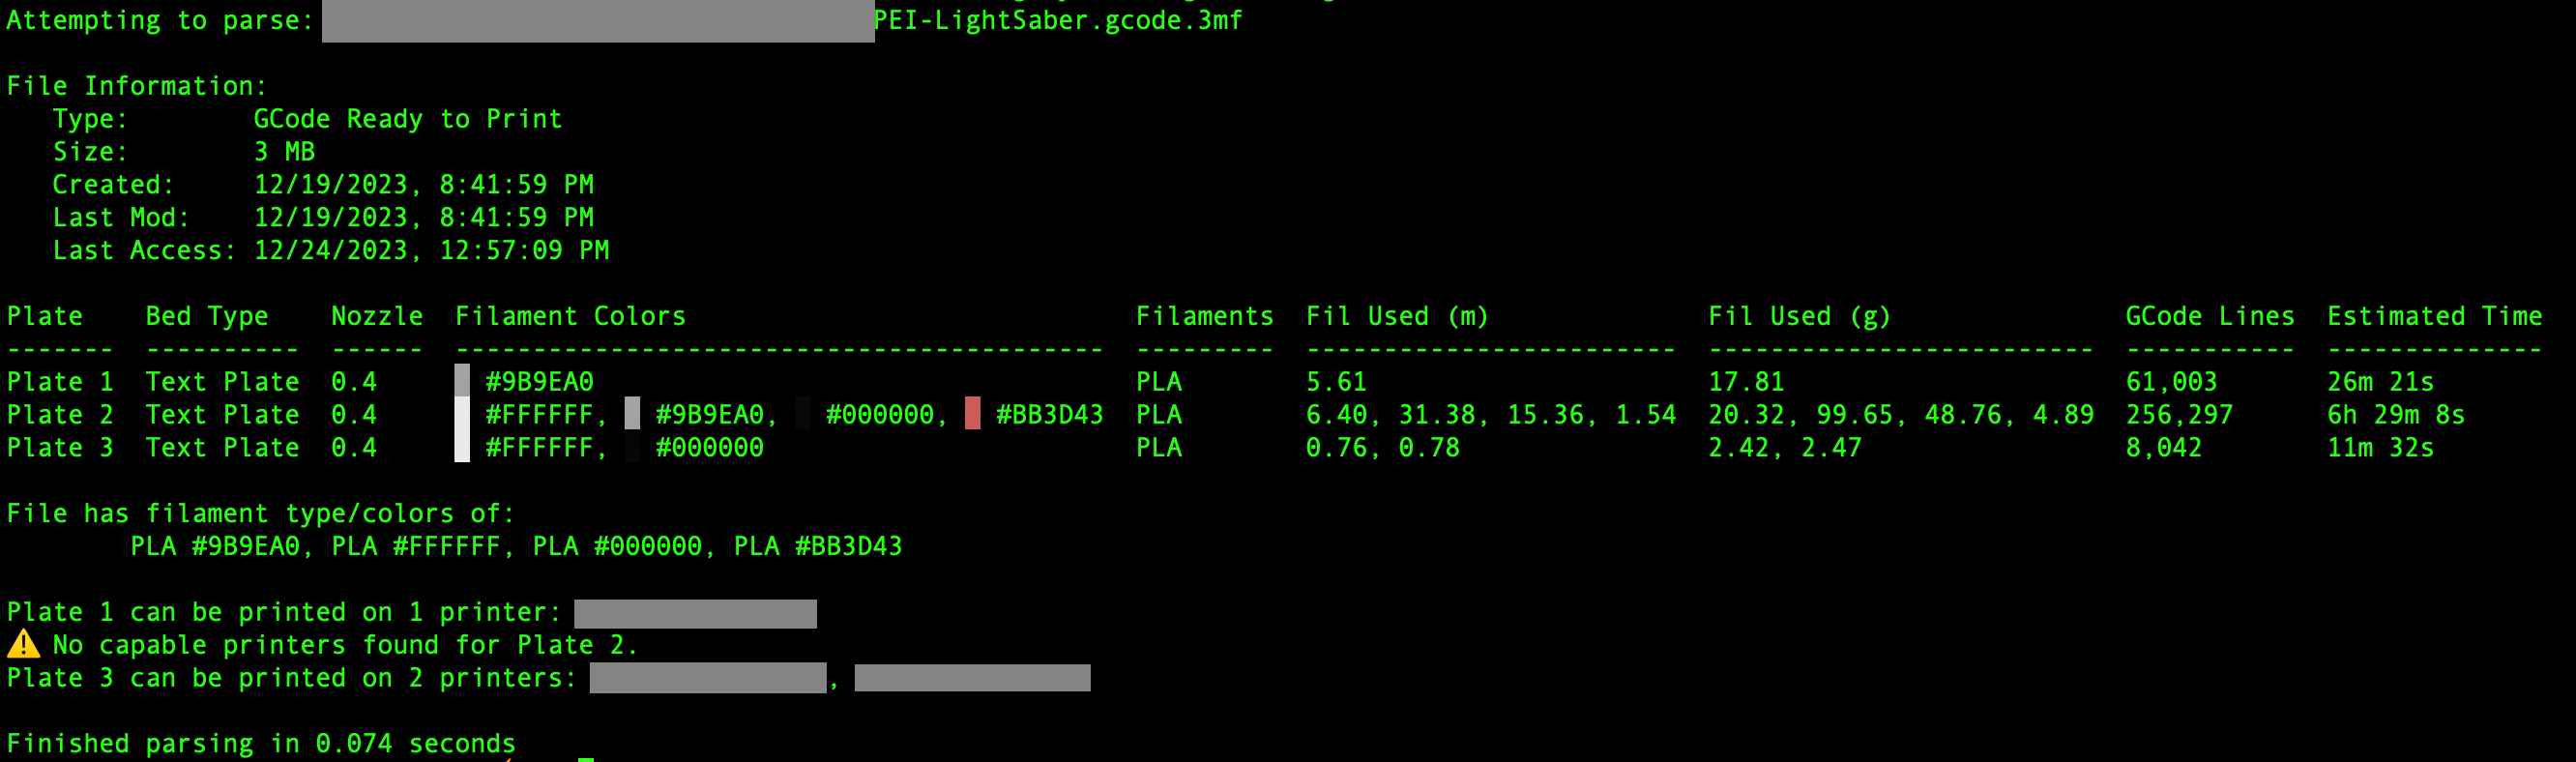 Attempting to parse: PEI-LightSaber.gcode.3mf
File Information:
Type: GCode Ready to Print
Size: 3 MB
Created: 12/19/2023, 8:41:59 PM
Last Mod: 12/19/2023, 8:41:59 PM
Last Access: 12/24/2023, 12:57:09 PM
Plate Bed Type Nozzle Filament Colors Filaments Fil Used (m) Fil Used (g) GCode Lines Estimated Time
------- ---------- ------ ------------------------------------------ --------- ------------------------ ------------------------- ----------- --------------
Plate 1 Text Plate 0.4 #9B9EA0 PLA 5.61 17.81 61,003 26m 21s
Plate 2 Text Plate 0.4 #FFFFFF, #9B9EA0, #000000, #BB3D43 PLA 6.40, 31.38, 15.36, 1.54 20.32, 99.65, 48.76, 4.89 256,297 6h 29m 8s
Plate 3 Text Plate 0.4 #FFFFFF, #000000 PLA 0.76, 0.78 2.42, 2.47 8,042 11m 32s
File has filament type/colors of:
PLA #9B9EA0, PLA #FFFFFF, PLA #000000, PLA #BB3D43
Plate 1 can be printed on 1 printer:
⚠️ No capable printers found for Plate 2.
Plate 3 can be printed on 2 printers: ,
Finished parsing in 0.074 seconds